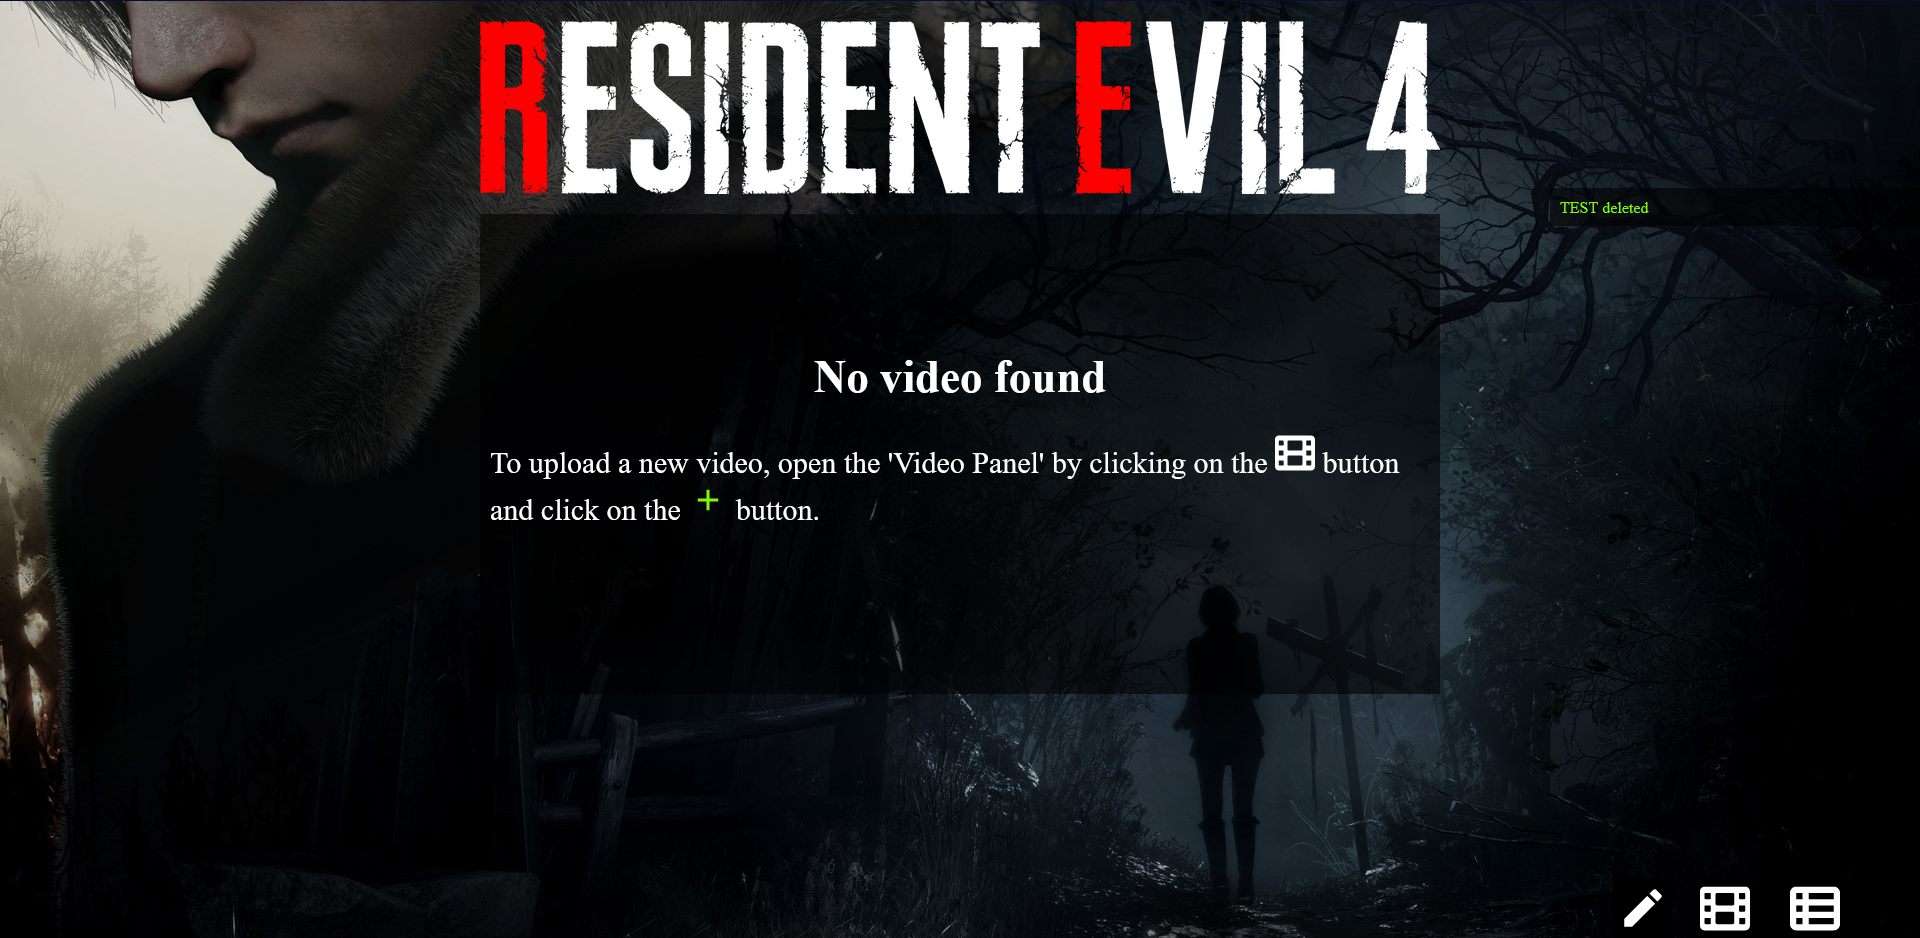 RESIDENT EVIL 4
TEST deleted
No video found
To upload a new video, open the 'Video Panel' by clicking on the button
and click on the + button.